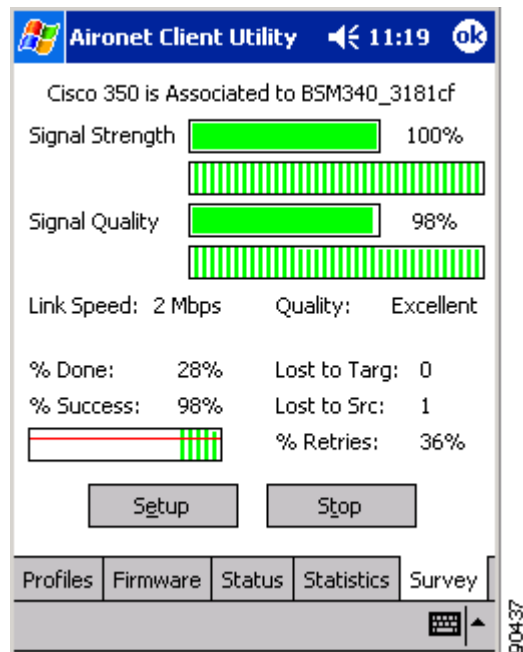 Aironet Client Utility 11:19 ok
Cisco 350 is Associated to BSM340_3181cf
Signal Strength 100%
Signal Quality 98%
Link Speed: 2 Mbps Quality: Excellent
% Done: 28% Lost to Targ: 0
% Success: 98% Lost to Src: 1
% Retries: 36%
Setup Stop
Profiles Firmware Status Statistics Survey
90437